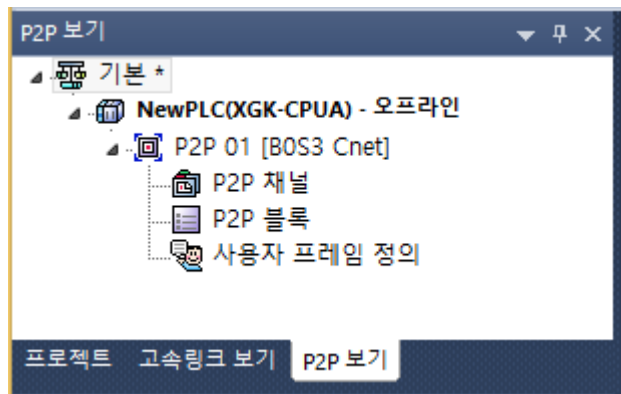 P2P 보기
기본 *
NewPLC(XGK-CPUA) - 오프라인
P2P 01 [B0S3 Cnet]
P2P 채널
P2P 블록
사용자 프레임 정의
프로젝트 고속링크 보기 P2P 보기